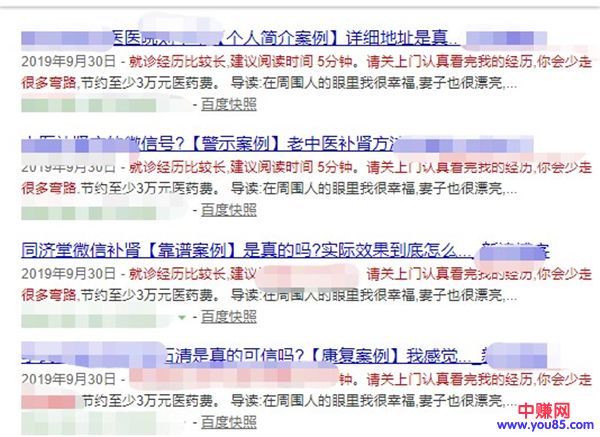 医医院 【个人简介案例】详细地址是真...
2019年9月30日 - 就诊经历比较长,建议阅读时间 5分钟。请关上门认真看完我的经历,你会少走
很多弯路,节约至少3万元医药费。 导读:在周围人的眼里我很幸福,妻子也很漂亮,...
- 百度快照
微信号?【警示案例】老中医补肾方法
2019年9月30日 - 就诊经历比较长,建议阅读时间 5分钟。请关上门认真看完我的经历,你会少走
很多弯路,节约至少3万元医药费。 导读:在周围人的眼里我很幸福,妻子也很漂亮,...
- 百度快照
同济堂微信补肾【靠谱案例】是真的吗?实际效果到底怎么...
2019年9月30日 - 就诊经历比较长,建议 请关上门认真看完我的经历,你会少走
很多弯路,节约至少3万元医药费。 导读:在周围人的眼里我很幸福,妻子也很漂亮,...
- 百度快照
石清是真的可信吗?【康复案例】我感觉...
2019年9月30日 - 钟。请关上门认真看完我的经历,你会少走
节约至少3万元医药费。 导读:在周围人的眼里我很幸福,妻子也很漂亮,...
- 百度快照
中赚网
www.you85.com